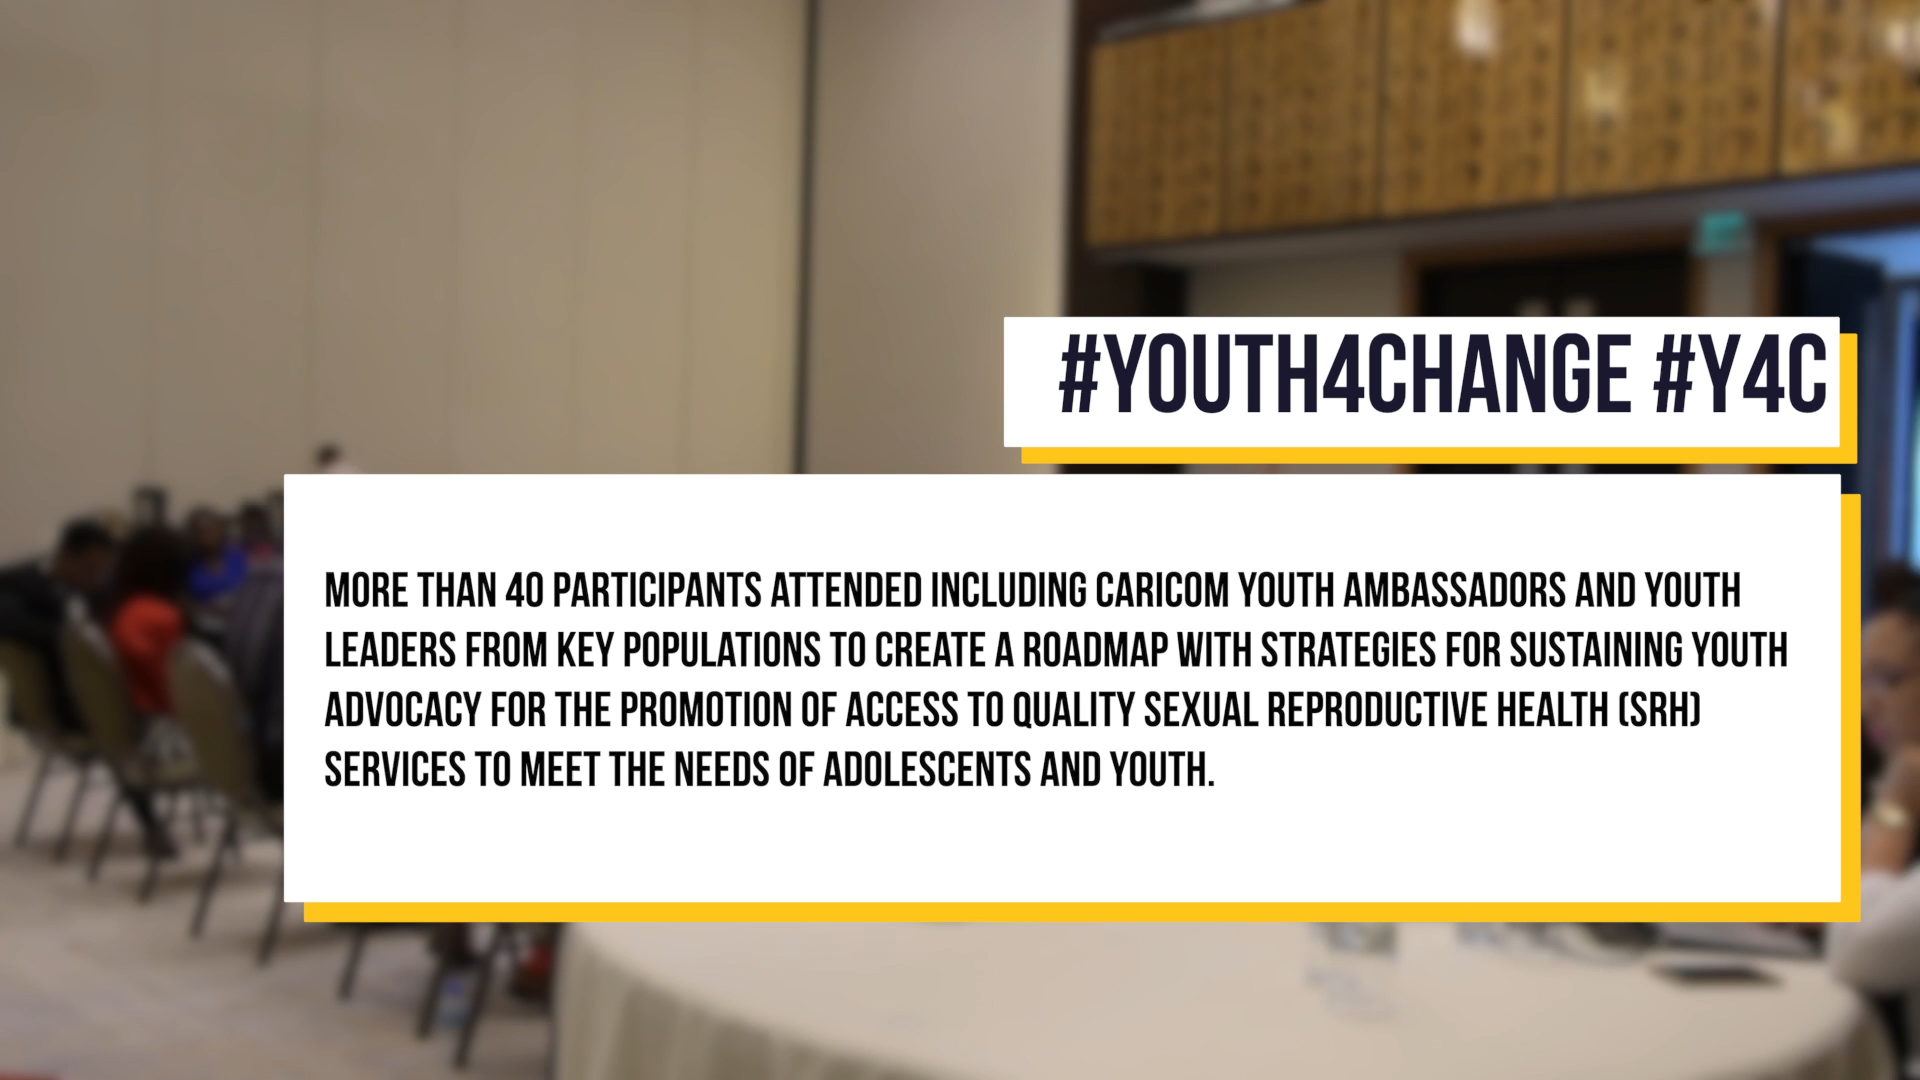 #YOUTH4CHANGE #Y4C
MORE THAN 40 PARTICIPANTS ATTENDED INCLUDING CARICOM YOUTH AMBASSADORS AND YOUTH
LEADERS FROM KEY POPULATIONS TO CREATE A ROADMAP WITH STRATEGIES FOR SUSTAINING YOUTH
ADVOCACY FOR THE PROMOTION OF ACCESS TO QUALITY SEXUAL REPRODUCTIVE HEALTH (SRH)
SERVICES TO MEET THE NEEDS OF ADOLESCENTS AND YOUTH.